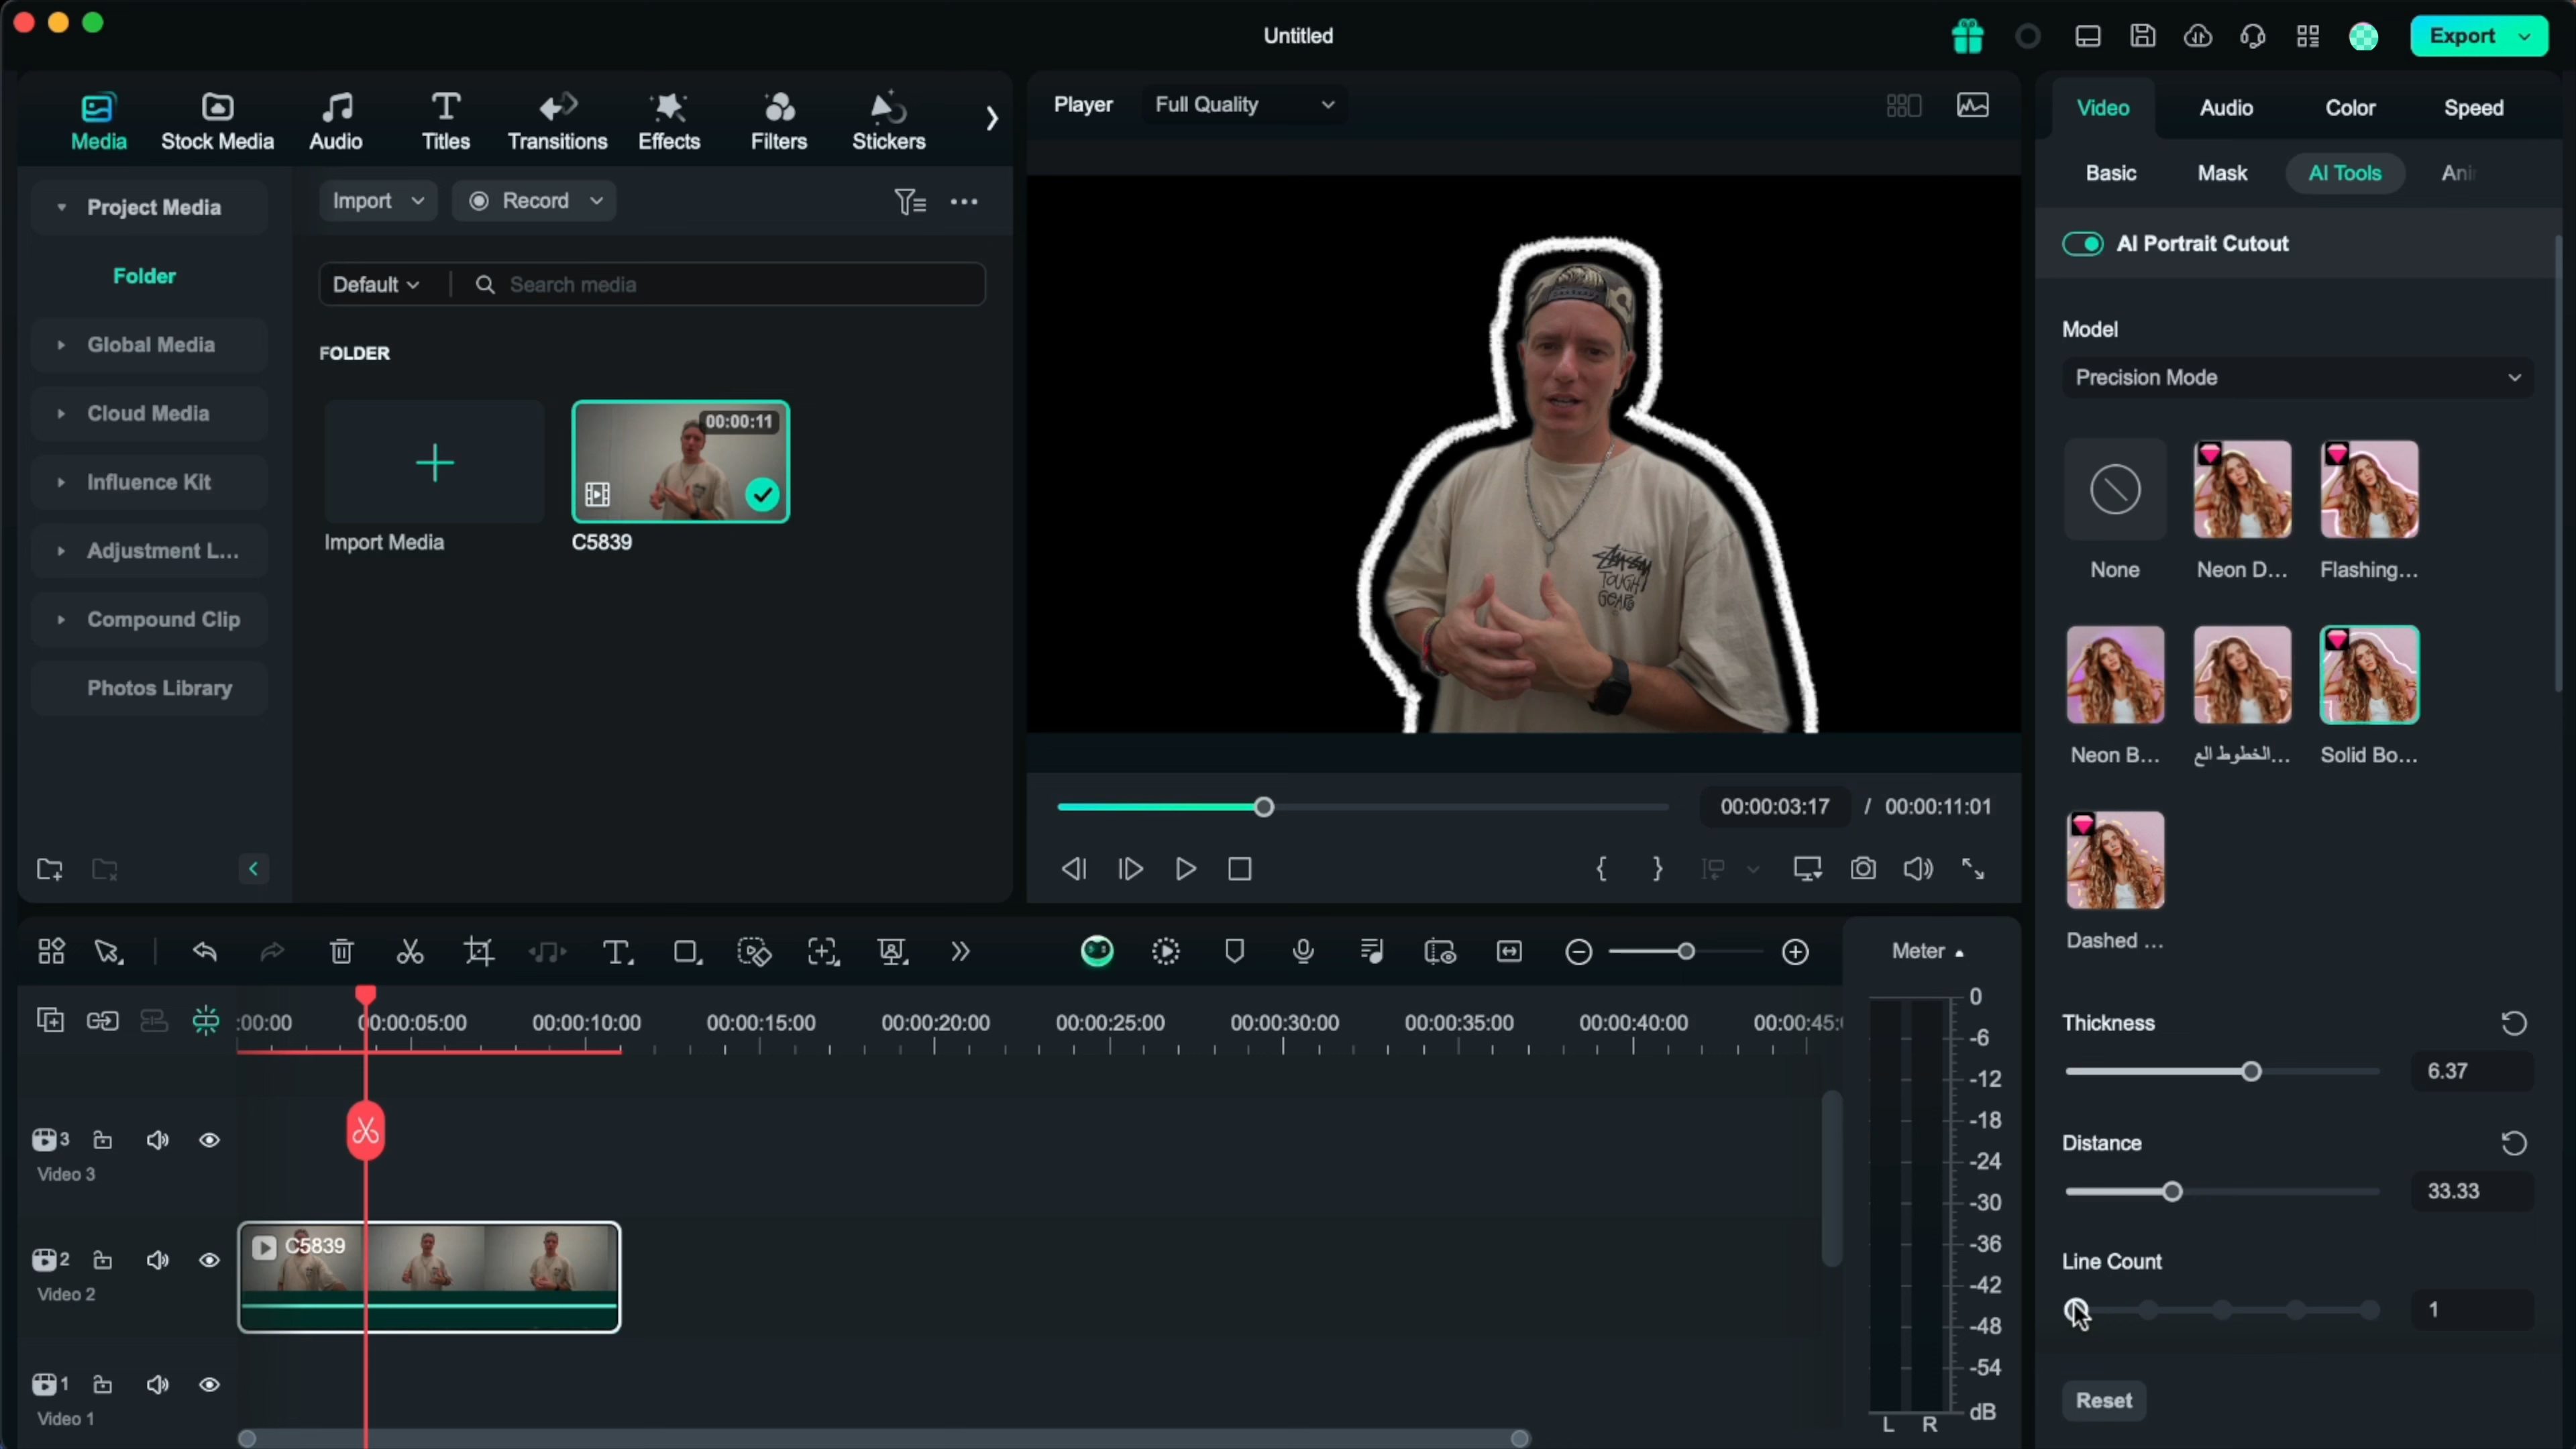 Untitled
Export
Media
Stock Media
Audio
Titles
Transitions
Effects
Filters
Stickers
Player
Full Quality
Video
Audio
Color
Speed
Basic
Mask
AI Tools
Project Media
Folder
Global Media
Cloud Media
Influence Kit
Adjustment L...
Compound Clip
Photos Library
Import
Record
Default
Search media
FOLDER
00:00:11
Import Media
C5839
STÜSSY
TOUGH
GEAR
AI Portrait Cutout
Model
Precision Mode
None
Neon D...
Flashing...
Neon B...
الخطوط الع...
Solid Bo...
Dashed ...
00:00:03:17 / 00:00:11:01
Thickness
6.37
Distance
33.33
Line Count
1
Reset
Meter
:00:00
00:00:05:00
00:00:10:00
00:00:15:00
00:00:20:00
00:00:25:00
00:00:30:00
00:00:35:00
00:00:40:00
00:00:45:
3
Video 3
2
Video 2
C5839
1
Video 1
0
-6
-12
-18
-24
-30
-36
-42
-48
-54
dB
L R